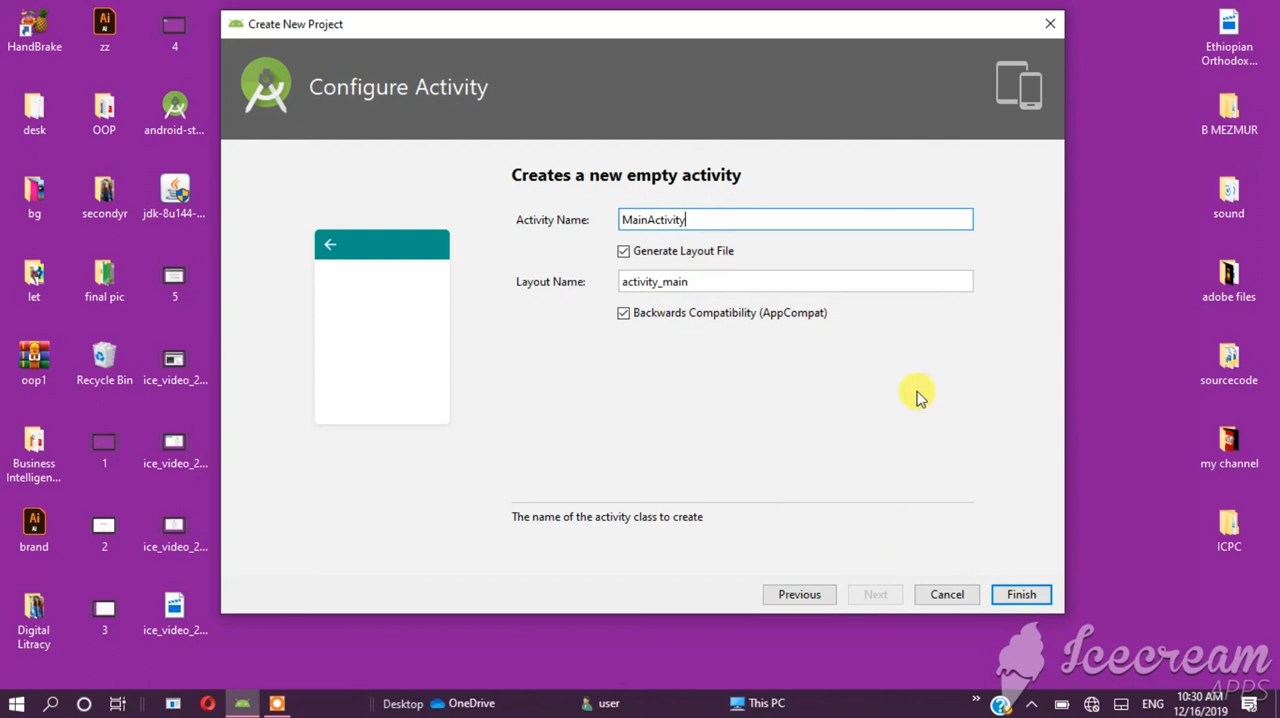 Create New Project
Configure Activity
Creates a new empty activity
Activity Name:
MainActivity
Generate Layout File
Layout Name:
activity_main
Backwards Compatibility (AppCompat)
The name of the activity class to create
Previous
Next
Cancel
Finish
HandBrake
zz
4
desk
OOP
android-st...
bg
secondyr
jdk-8u144-...
let
final pic
5
oop1
Recycle Bin
ice_video_2...
Business
Intelligen...
1
ice_video_2...
brand
2
ice_video_2...
Digital
Litracy
3
ice_video_2...
Ai
Ai
Ethiopian
Orthodox...
B MEZMUR
sound
adobe files
sourcecode
my channel
ICPC
Icecream
APPS
Desktop
OneDrive
user
This PC
ENG
10:30 AM
12/16/2019